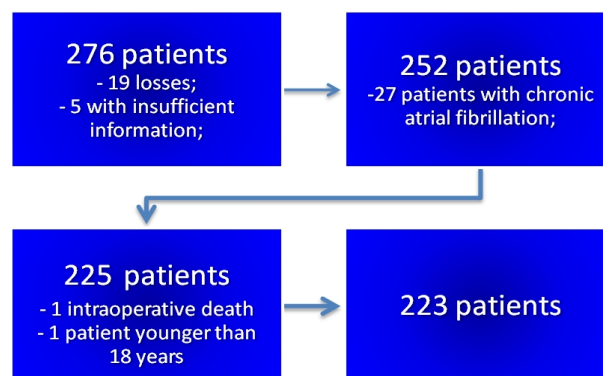 276 patients
- 19 losses;
- 5 with insufficient
information;
252 patients
-27 patients with chronic
atrial fibrillation;
225 patients
- 1 intraoperative death
- 1 patient younger than
18 years
223 patients